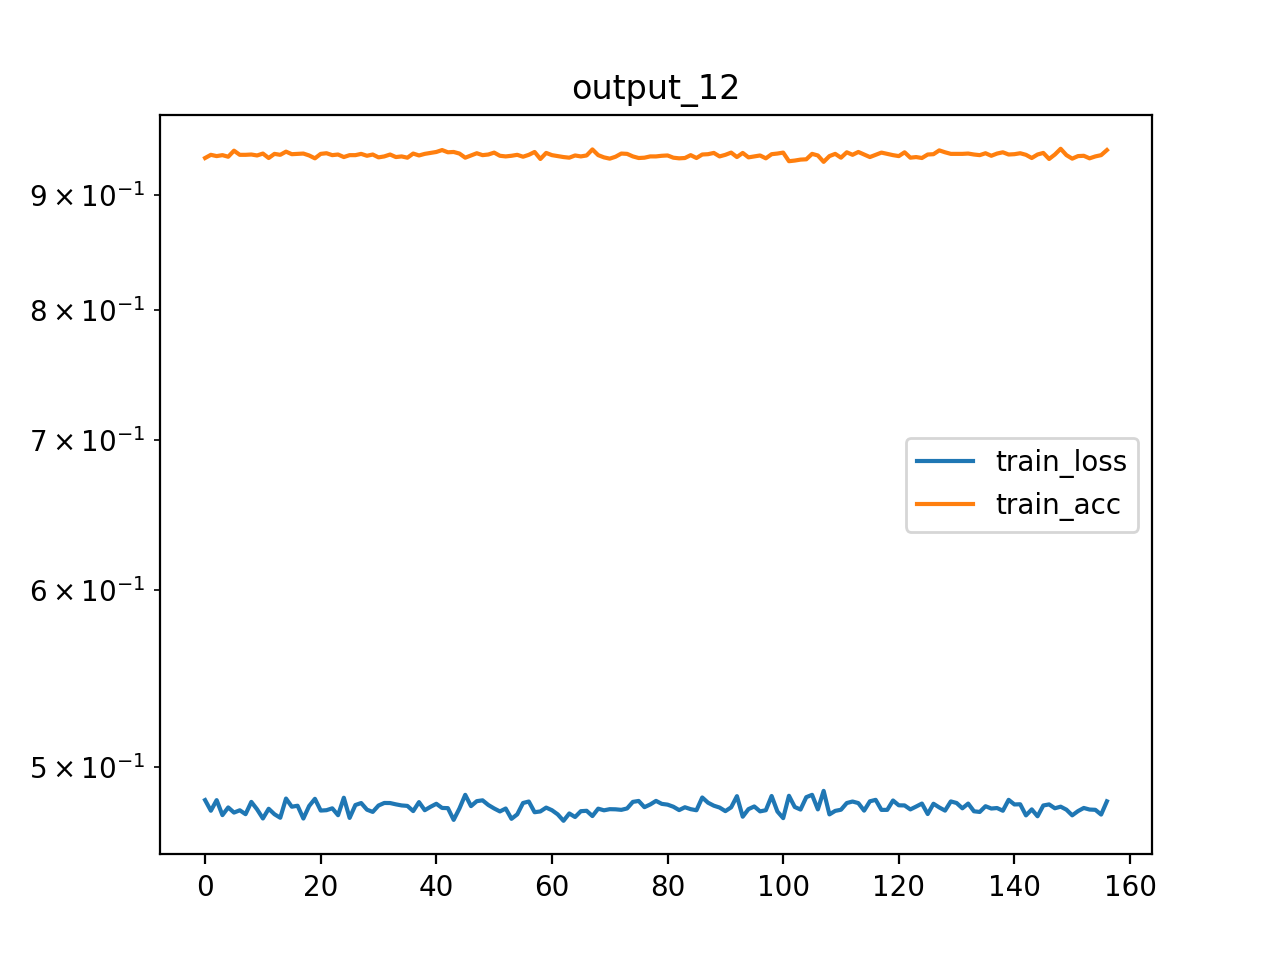 output_12
9 × 10⁻¹
8 × 10⁻¹
7 × 10⁻¹
6 × 10⁻¹
5 × 10⁻¹
train_loss
train_acc
0 20 40 60 80 100 120 140 160